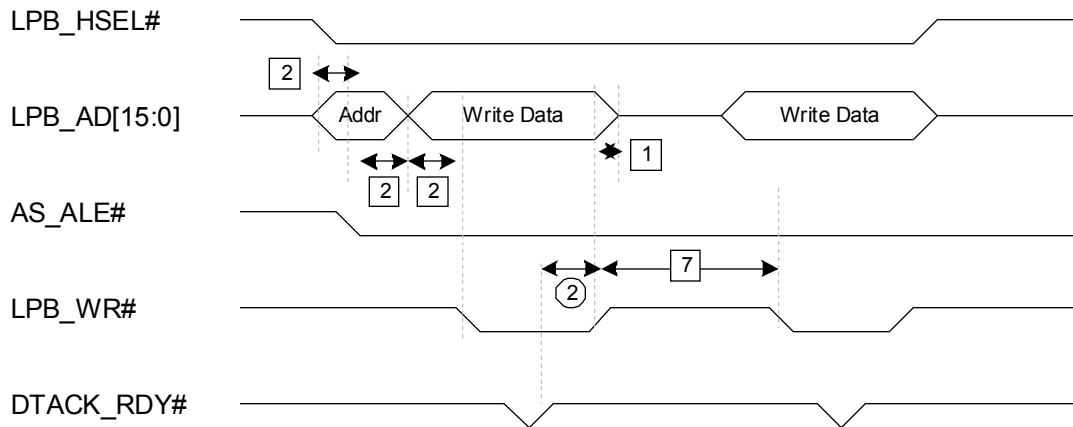 LPB_HSEL#
2
LPB_AD[15:0]
Addr
Write Data
Write Data
1
2
2
AS_ALE#
7
2
LPB_WR#
DTACK_RDY#